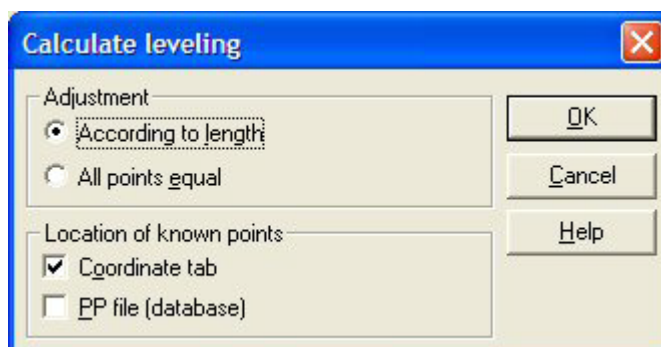 Calculate leveling
Adjustment
According to length
All points equal
OK
Cancel
Help
Location of known points
Coordinate tab
PP file (database)